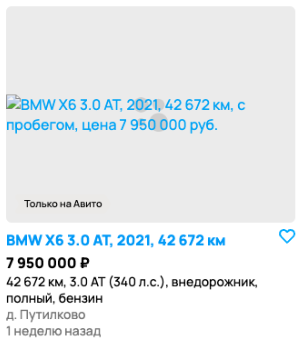 BMW X6 3.0 AT, 2021, 42 672 км, с
пробегом, цена 7 950 000 руб.
Только на Авито
BMW X6 3.0 AT, 2021, 42 672 км
7 950 000 ₽
42 672 км, 3.0 AT (340 л.с.), внедорожник,
полный, бензин
д. Путилково
1 неделю назад